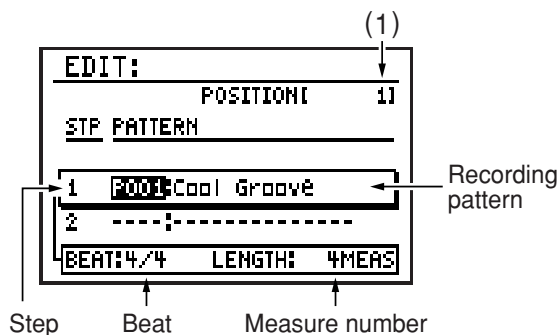 (1)
EDIT:
POSITION[ 1]
STP PATTERN
1 P001:Cool Groove
Recording
pattern
2 ----:---------------
BEAT:4/4 LENGTH: 4MEAS
Step Beat Measure number